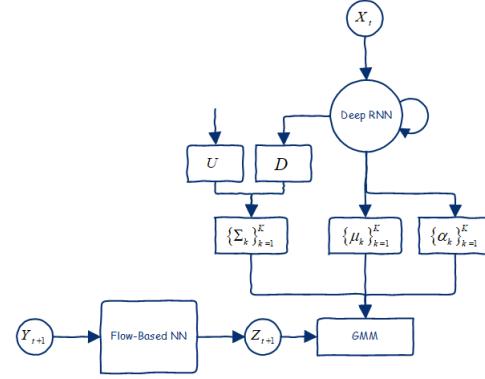 X_t
Deep RNN
U
D
{Σ_k}_{k=1}^K
{μ_k}_{k=1}^K
{α_k}_{k=1}^K
Y_{t+1}
Flow-Based NN
Z_{t+1}
GMM